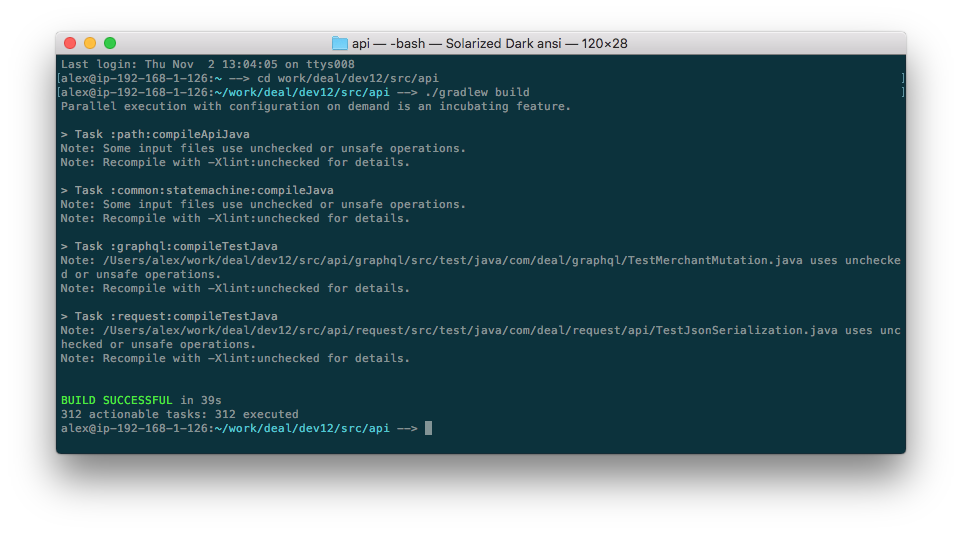 api — -bash — Solarized Dark ansi — 120×28
Last login: Thu Nov  2 13:04:05 on ttys008
[alex@ip-192-168-1-126:~ —-> cd work/deal/dev12/src/api ]
[alex@ip-192-168-1-126:~/work/deal/dev12/src/api —-> ./gradlew build ]
Parallel execution with configuration on demand is an incubating feature.
> Task :path:compileApiJava
Note: Some input files use unchecked or unsafe operations.
Note: Recompile with -Xlint:unchecked for details.
> Task :common:statemachine:compileJava
Note: Some input files use unchecked or unsafe operations.
Note: Recompile with -Xlint:unchecked for details.
> Task :graphql:compileTestJava
Note: /Users/alex/work/deal/dev12/src/api/graphql/src/test/java/com/deal/graphql/TestMerchantMutation.java uses unchecke
d or unsafe operations.
Note: Recompile with -Xlint:unchecked for details.
> Task :request:compileTestJava
Note: /Users/alex/work/deal/dev12/src/api/request/src/test/java/com/deal/request/api/TestJsonSerialization.java uses unc
hecked or unsafe operations.
Note: Recompile with -Xlint:unchecked for details.
BUILD SUCCESSFUL in 39s
312 actionable tasks: 312 executed
alex@ip-192-168-1-126:~/work/deal/dev12/src/api —->